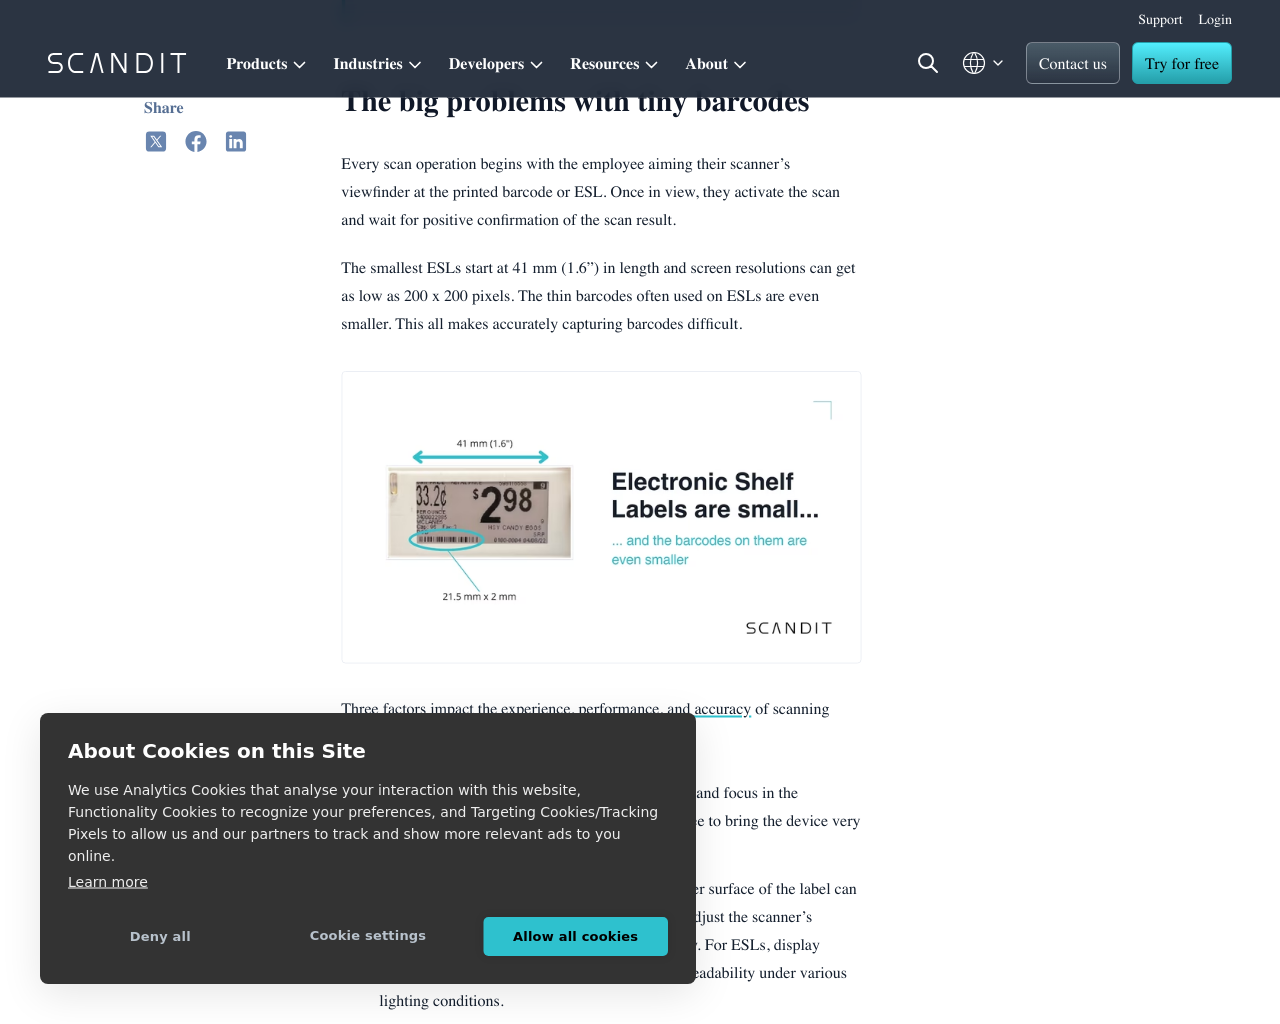 Support Login
SCANDIT Products Industries Developers Resources About Contact us Try for free
Share
The big problems with tiny barcodes
Every scan operation begins with the employee aiming their scanner’s
viewfinder at the printed barcode or ESL. Once in view, they activate the scan
and wait for positive confirmation of the scan result.
The smallest ESLs start at 41 mm (1.6”) in length and screen resolutions can get
as low as 200 x 200 pixels. The thin barcodes often used on ESLs are even
smaller. This all makes accurately capturing barcodes difficult.
41 mm (1.6")
33.2¢
$2.98
PER OUNCE
HEY CANDY EGGS
21.5 mm x 2 mm
Electronic Shelf
Labels are small...
... and the barcodes on them are
even smaller
SCANDIT
Three factors impact the experience, performance, and accuracy of scanning
and focus in the
to bring the device very
surface of the label can
the scanner’s
For ESLs, display
under various
lighting conditions.
About Cookies on this Site
We use Analytics Cookies that analyse your interaction with this website,
Functionality Cookies to recognize your preferences, and Targeting Cookies/Tracking
Pixels to allow us and our partners to track and show more relevant ads to you
online.
Learn more
Deny all Cookie settings Allow all cookies